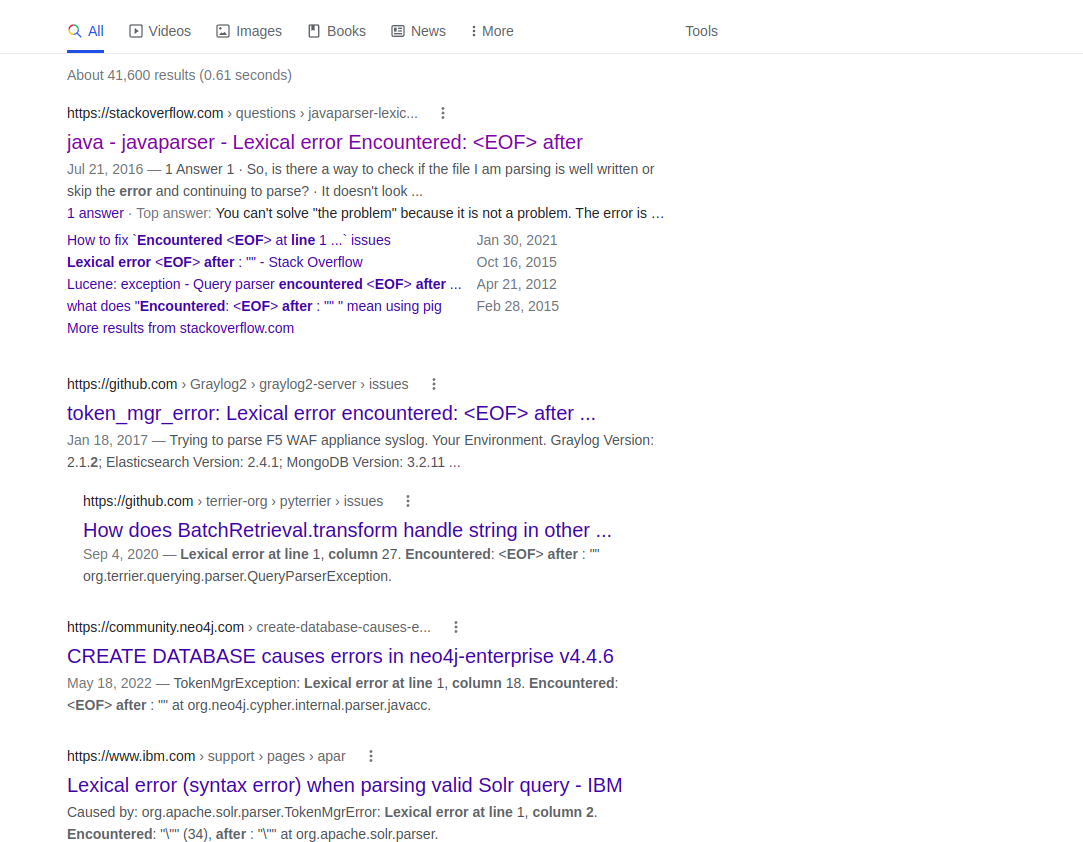 All Videos Images Books News More Tools
About 41,600 results (0.61 seconds)
https://stackoverflow.com › questions › javaparser-lexic...
java - javaparser - Lexical error Encountered: <EOF> after
Jul 21, 2016 — 1 Answer 1 · So, is there a way to check if the file I am parsing is well written or
skip the error and continuing to parse? · It doesn't look ...
1 answer · Top answer: You can't solve "the problem" because it is not a problem. The error is …
How to fix `Encountered <EOF> at line 1 ...` issues Jan 30, 2021
Lexical error <EOF> after : "" - Stack Overflow Oct 16, 2015
Lucene: exception - Query parser encountered <EOF> after ... Apr 21, 2012
what does "Encountered: <EOF> after : "" " mean using pig Feb 28, 2015
More results from stackoverflow.com
https://github.com › Graylog2 › graylog2-server › issues
token_mgr_error: Lexical error encountered: <EOF> after ...
Jan 18, 2017 — Trying to parse F5 WAF appliance syslog. Your Environment. Graylog Version:
2.1.2; Elasticsearch Version: 2.4.1; MongoDB Version: 3.2.11 ...
https://github.com › terrier-org › pyterrier › issues
How does BatchRetrieval.transform handle string in other ...
Sep 4, 2020 — Lexical error at line 1, column 27. Encountered: <EOF> after : ""
org.terrier.querying.parser.QueryParserException.
https://community.neo4j.com › create-database-causes-e...
CREATE DATABASE causes errors in neo4j-enterprise v4.4.6
May 18, 2022 — TokenMgrException: Lexical error at line 1, column 18. Encountered:
<EOF> after : "" at org.neo4j.cypher.internal.parser.javacc.
https://www.ibm.com › support › pages › apar
Lexical error (syntax error) when parsing valid Solr query - IBM
Caused by: org.apache.solr.parser.TokenMgrError: Lexical error at line 1, column 2.
Encountered: "\"" (34), after : "\"" at org.apache.solr.parser.